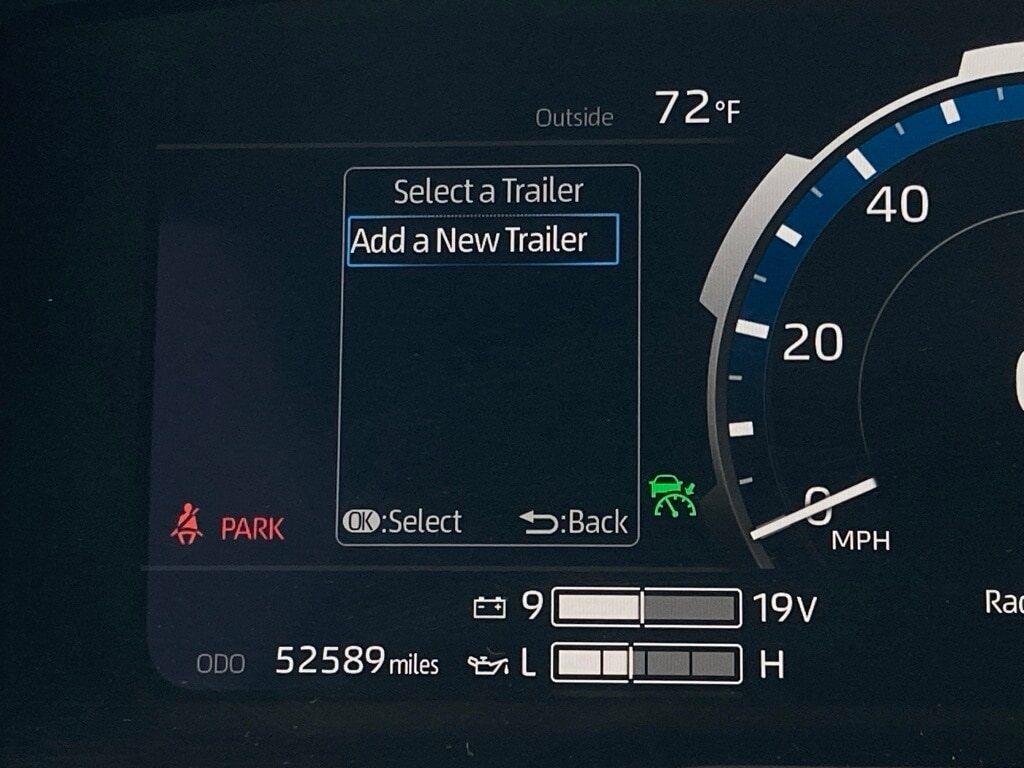 Outside 72°F
Select a Trailer
Add a New Trailer
40
20
0
MPH
OK:Select :Back
PARK
9 19V
ODO 52589 miles L H